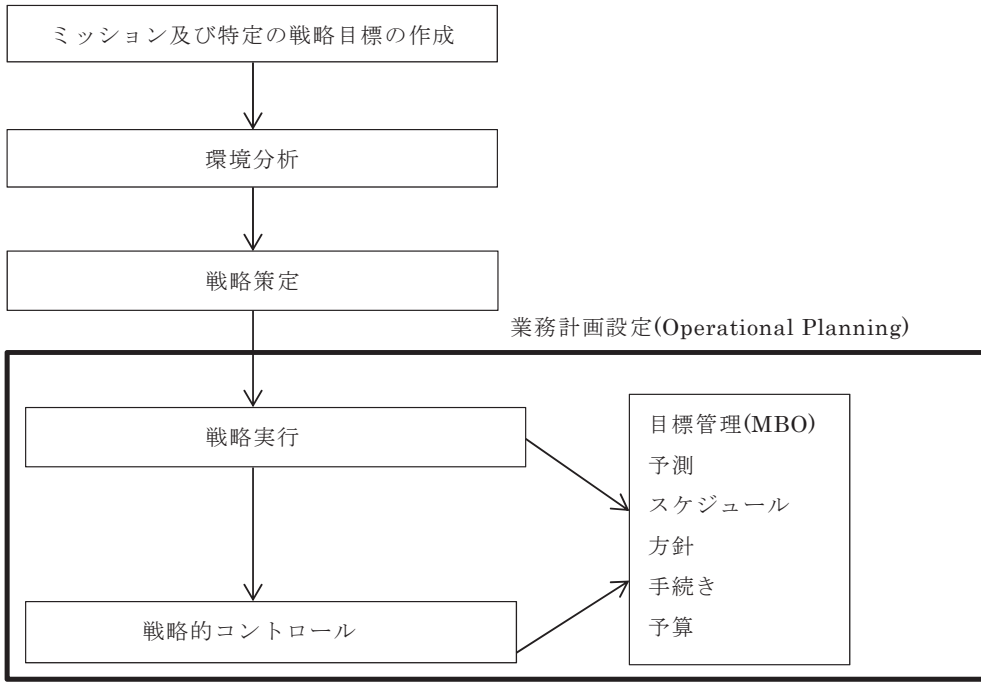 ミッション及び特定の戦略目標の作成
環境分析
戦略策定
業務計画設定(Operational Planning)
戦略実行
目標管理(MBO)
予測
スケジュール
方針
手続き
予算
戦略的コントロール